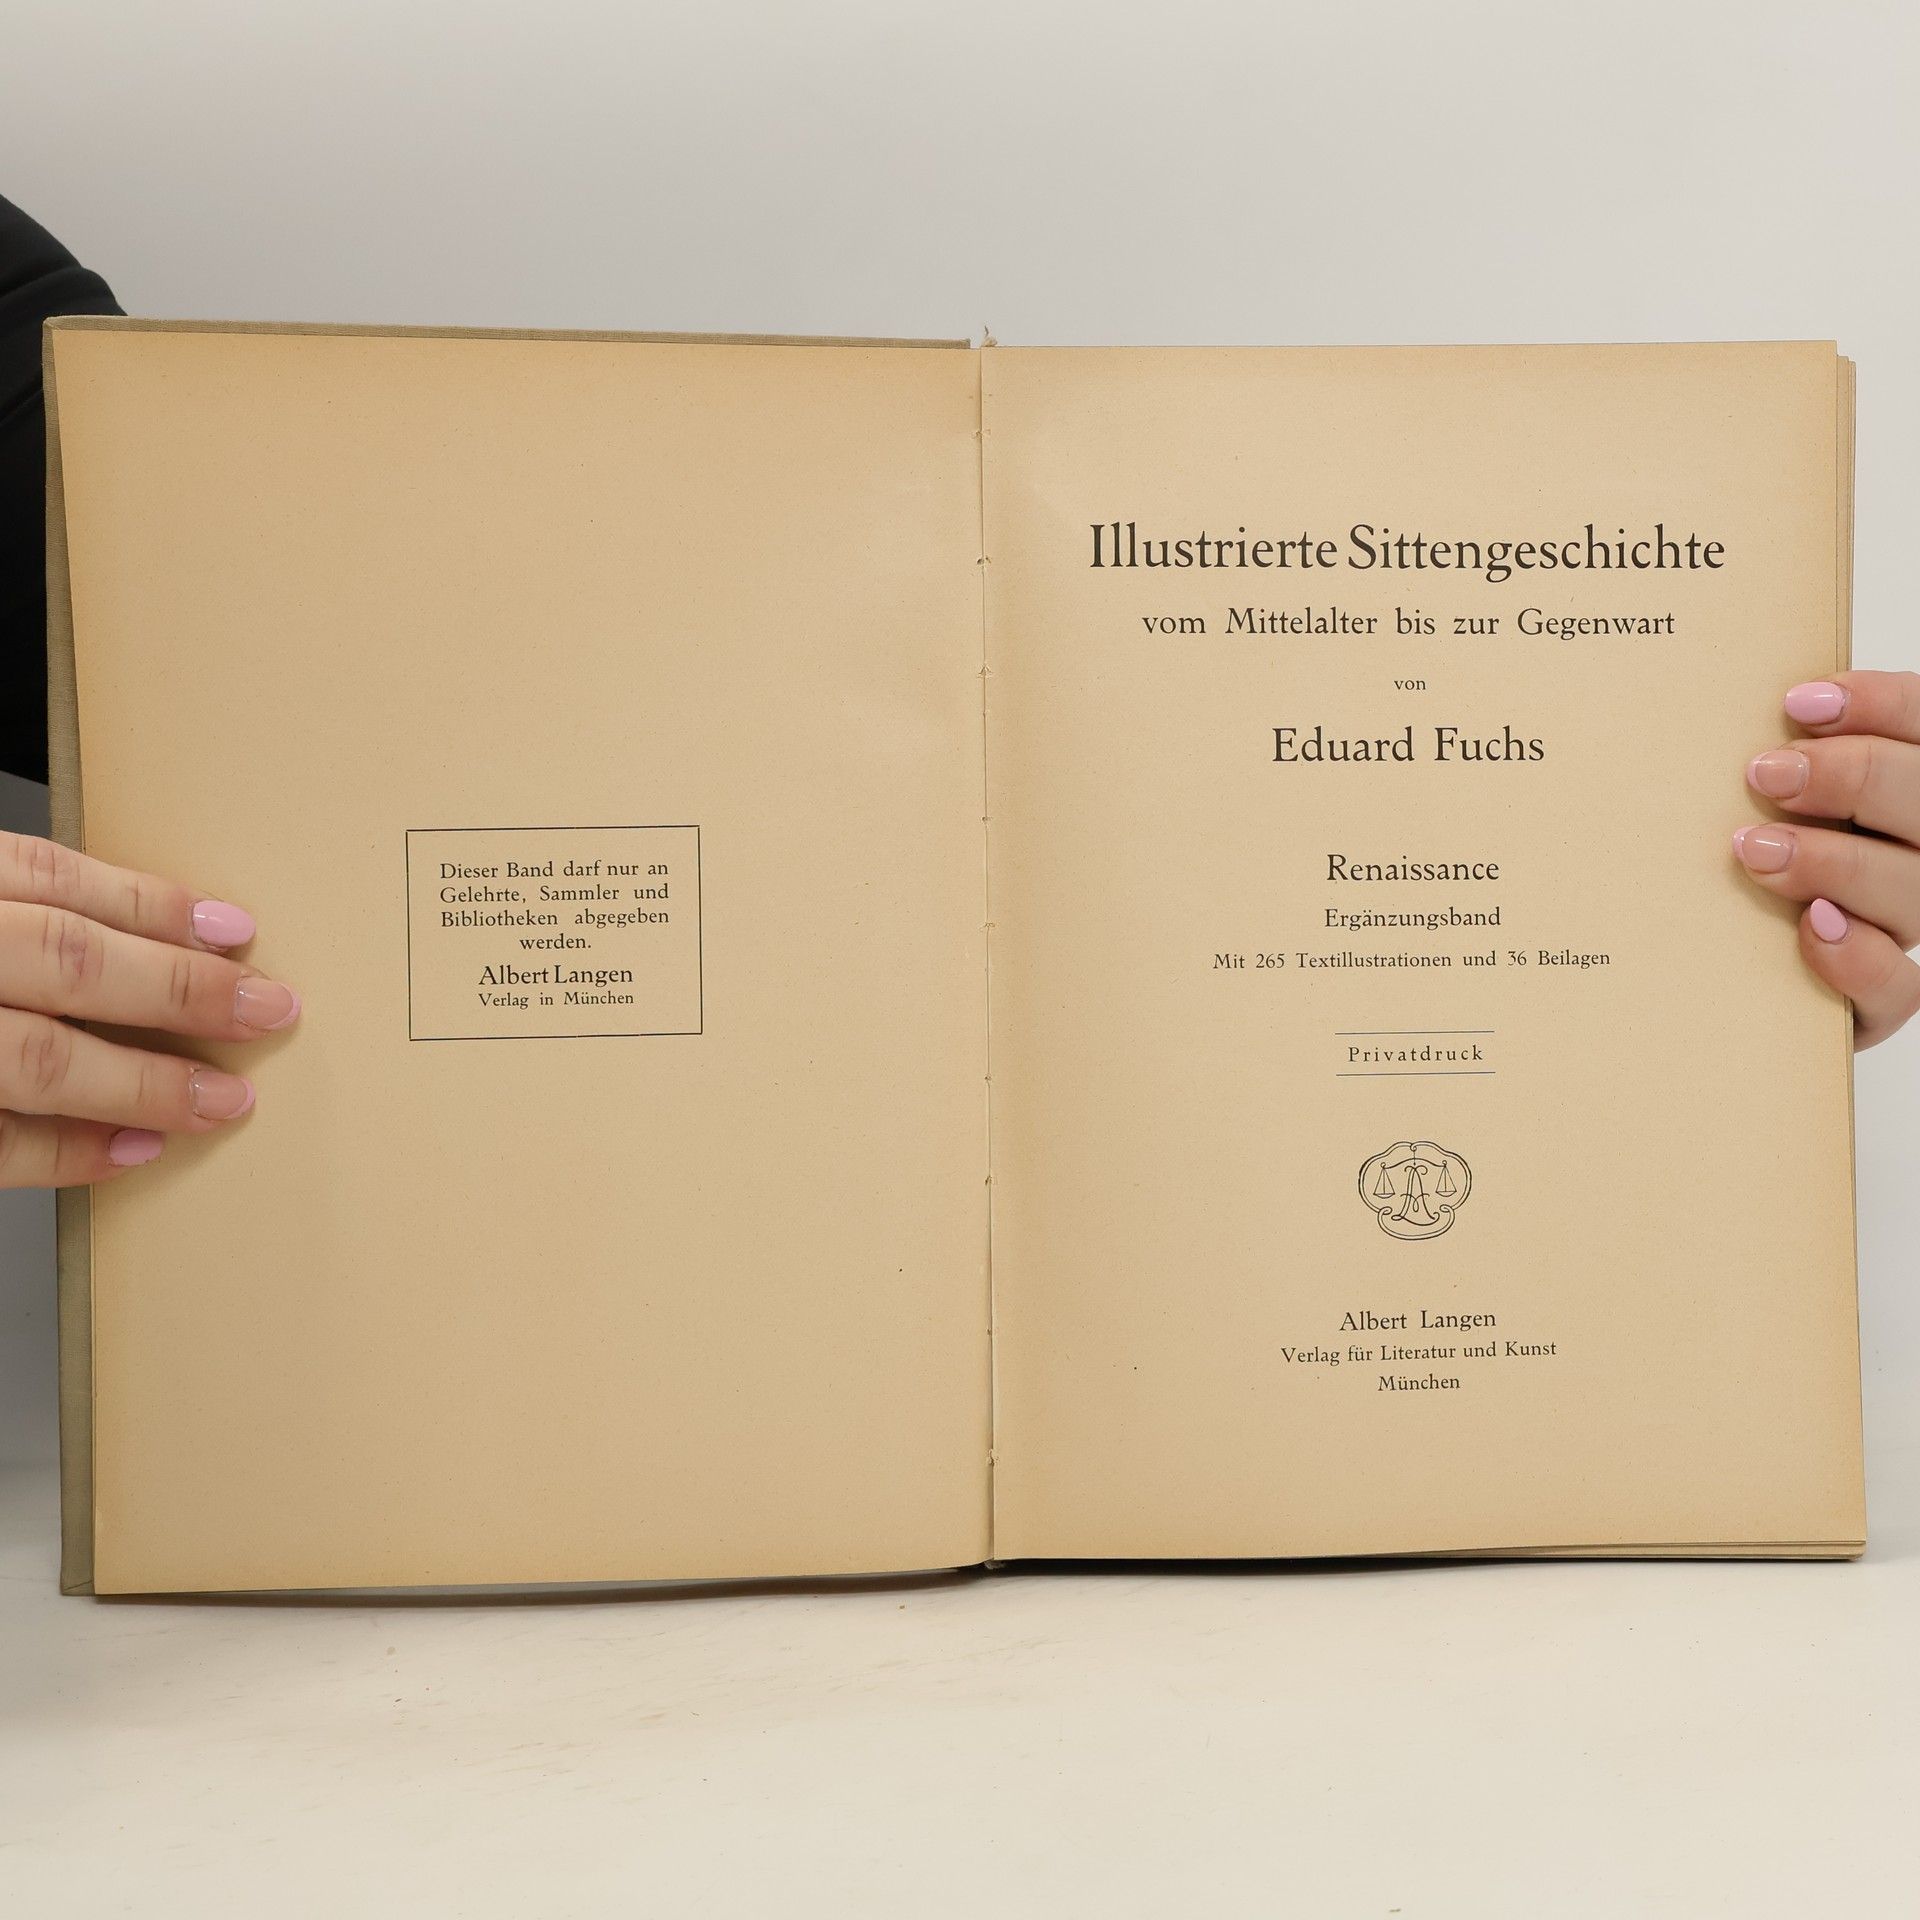 Dieser Band darf nur an
Gelehrte, Sammler und
Bibliotheken abgegeben
werden.
Albert Langen
Verlag in München
Illustrierte Sittengeschichte
vom Mittelalter bis zur Gegenwart
von
Eduard Fuchs
Renaissance
Ergänzungsband
Mit 265 Textillustrationen und 36 Beilagen
Privatdruck
AL
Albert Langen
Verlag für Literatur und Kunst
München